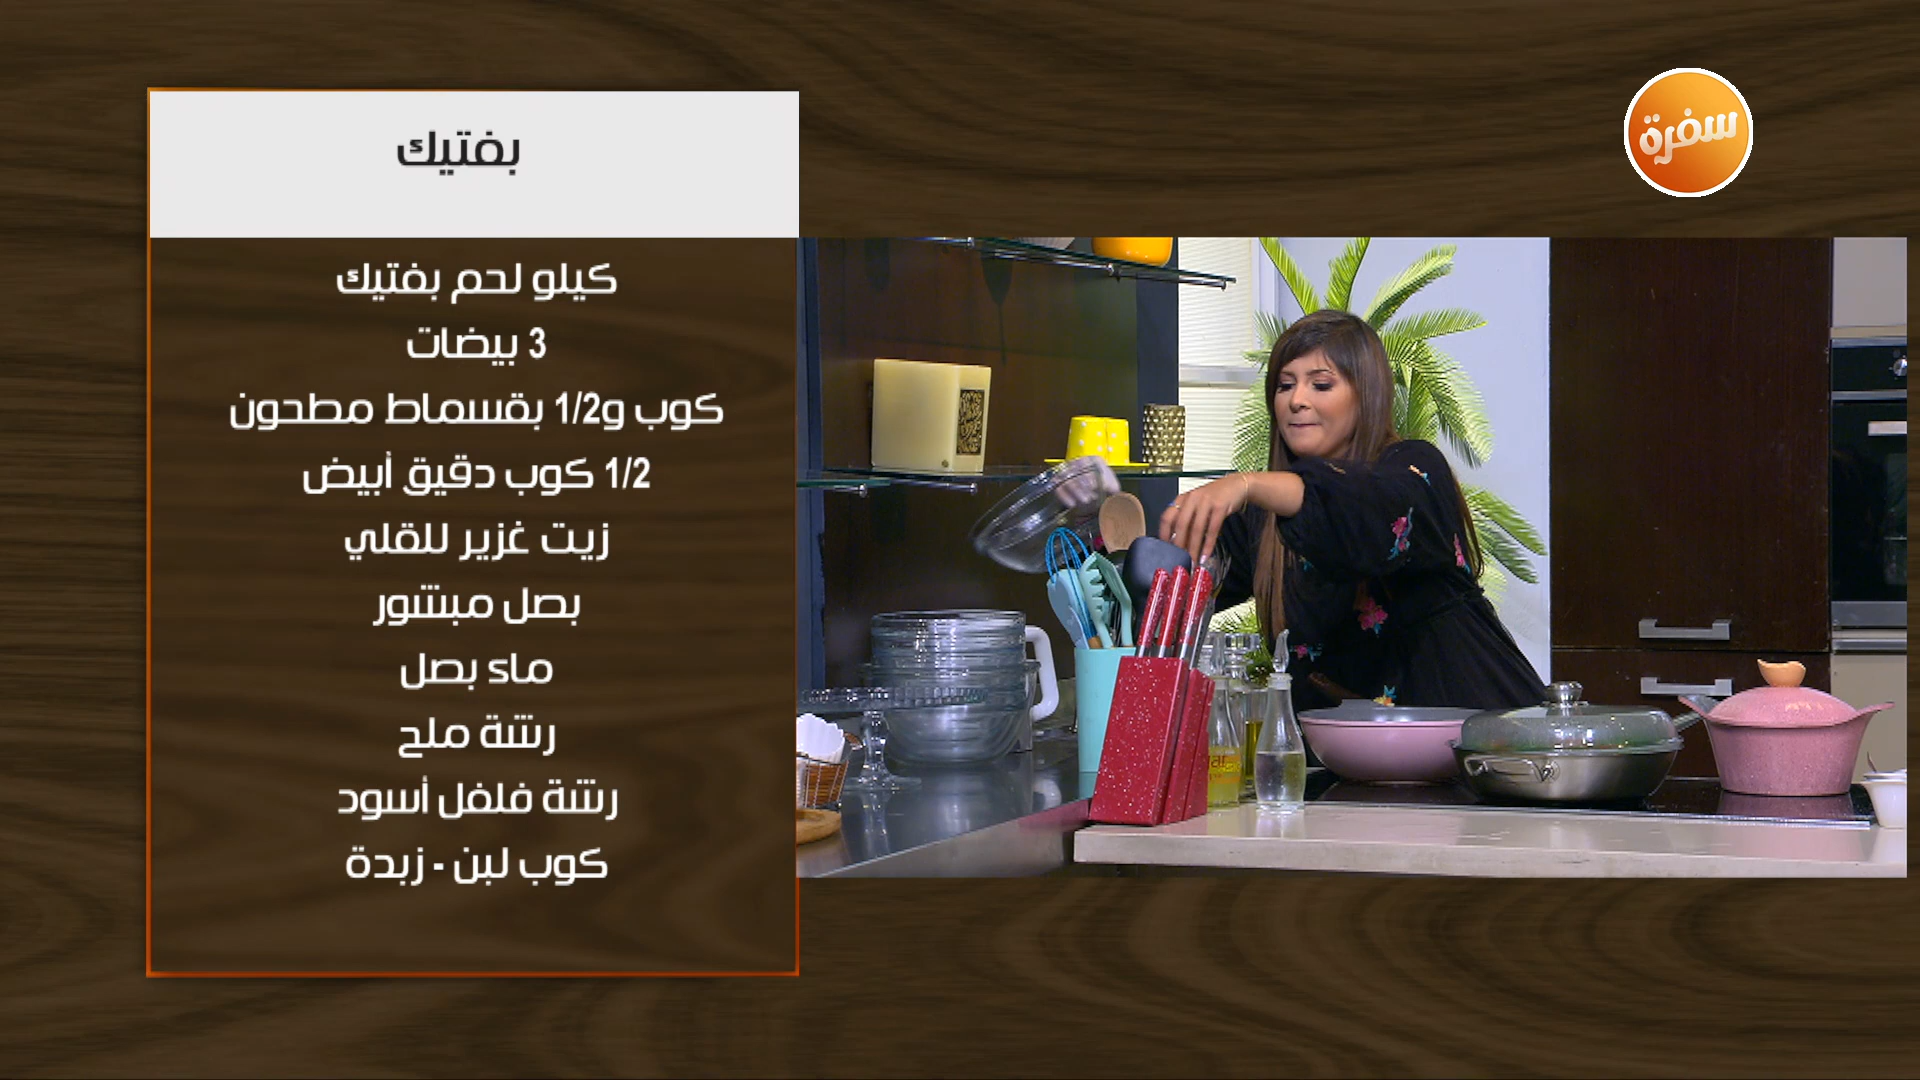 سفرة
بفتيك
كيلو لحم بفتيك
3 بيضات
كوب و1/2 بقسماط مطحون
1/2 كوب دقيق أبيض
زيت غزير للقلي
بصل مبشور
ماء بصل
رشة ملح
رشة فلفل أسود
كوب لبن - زبدة